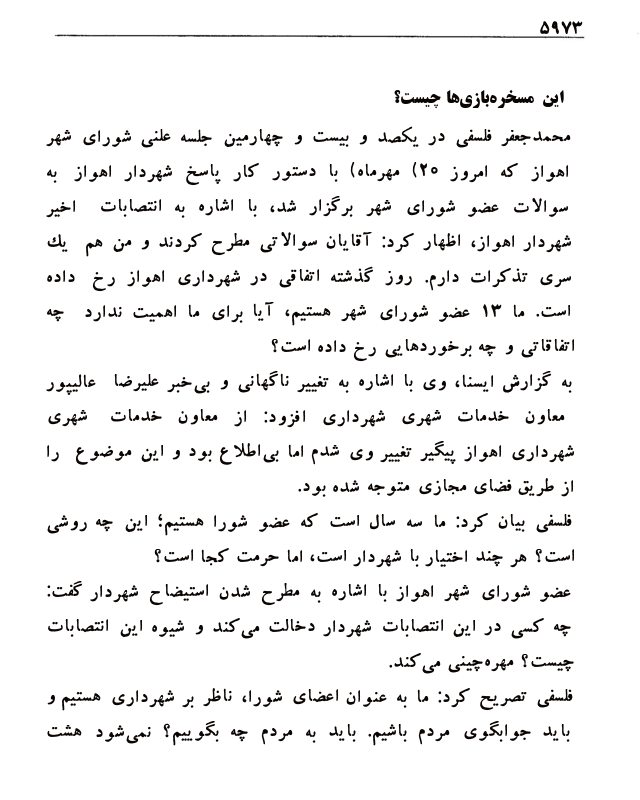 ۵۹۷۳
این مسخره‌بازی‌ها چیست؟
محمدجعفر فلسفی در یکصد و بیست و چهارمین جلسه علنی شورای شهر
اهواز که امروز ۲۰) مهرماه) با دستور کار پاسخ شهردار اهواز به
سوالات عضو شورای شهر برگزار شد، با اشاره به انتصابات اخیر
شهردار اهواز، اظهار کرد: آقایان سوالاتی مطرح کردند و من هم یك
سری تذکرات دارم. روز گذشته اتفاقی در شهرداری اهواز رخ داده
است. ما ۱۳ عضو شورای شهر هستیم، آیا برای ما اهمیت ندارد چه
اتفاقاتی و چه برخوردهایی رخ داده است؟
به گزارش ایسنا، وی با اشاره به تغییر ناگهانی و بی‌خبر علیرضا عالیپور
معاون خدمات شهری شهرداری افزود: از معاون خدمات شهری
شهرداری اهواز پیگیر تغییر وی شدم اما بی‌اطلاع بود و این موضوع را
از طریق فضای مجازی متوجه شده بود.
فلسفی بیان کرد: ما سه سال است که عضو شورا هستیم؛ این چه روشی
است؟ هر چند اختیار با شهردار است، اما حرمت کجا است؟
عضو شورای شهر اهواز با اشاره به مطرح شدن استیضاح شهردار گفت:
چه کسی در این انتصابات شهردار دخالت می‌کند و شیوه این انتصابات
چیست؟ مهره‌چینی می‌کند.
فلسفی تصریح کرد: ما به عنوان اعضای شورا، ناظر بر شهرداری هستیم و
باید جوابگوی مردم باشیم. باید به مردم چه بگوییم؟ نمی‌شود هشت